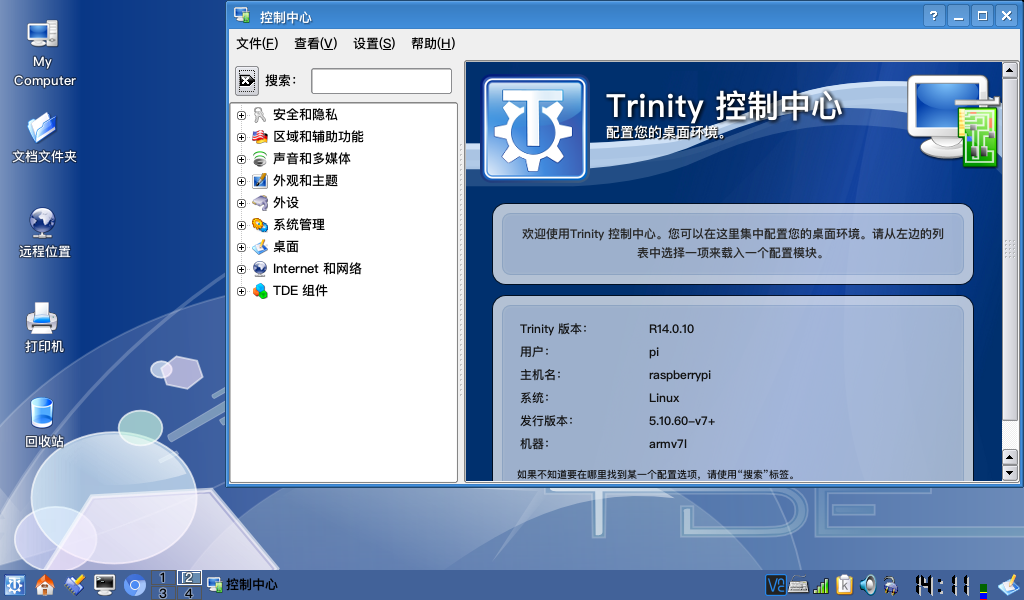 控制中心
文件(F) 查看(V) 设置(S) 帮助(H)
搜索:
安全和隐私
区域和辅助功能
声音和多媒体
外观和主题
外设
系统管理
桌面
Internet 和网络
TDE 组件
Trinity 控制中心
配置您的桌面环境。
欢迎使用Trinity 控制中心。您可以在这里集中配置您的桌面环境。请从左边的列
表中选择一项来载入一个配置模块。
Trinity 版本: R14.0.10
用户: pi
主机名: raspberrypi
系统: Linux
发行版本: 5.10.60-v7+
机器: armv7l
如果不知道要在哪里找到某一个配置选项，请使用“搜索”标签。
My
Computer
文档文件夹
远程位置
打印机
回收站
TDE
1 2
3 4
控制中心
V2
k
14:11